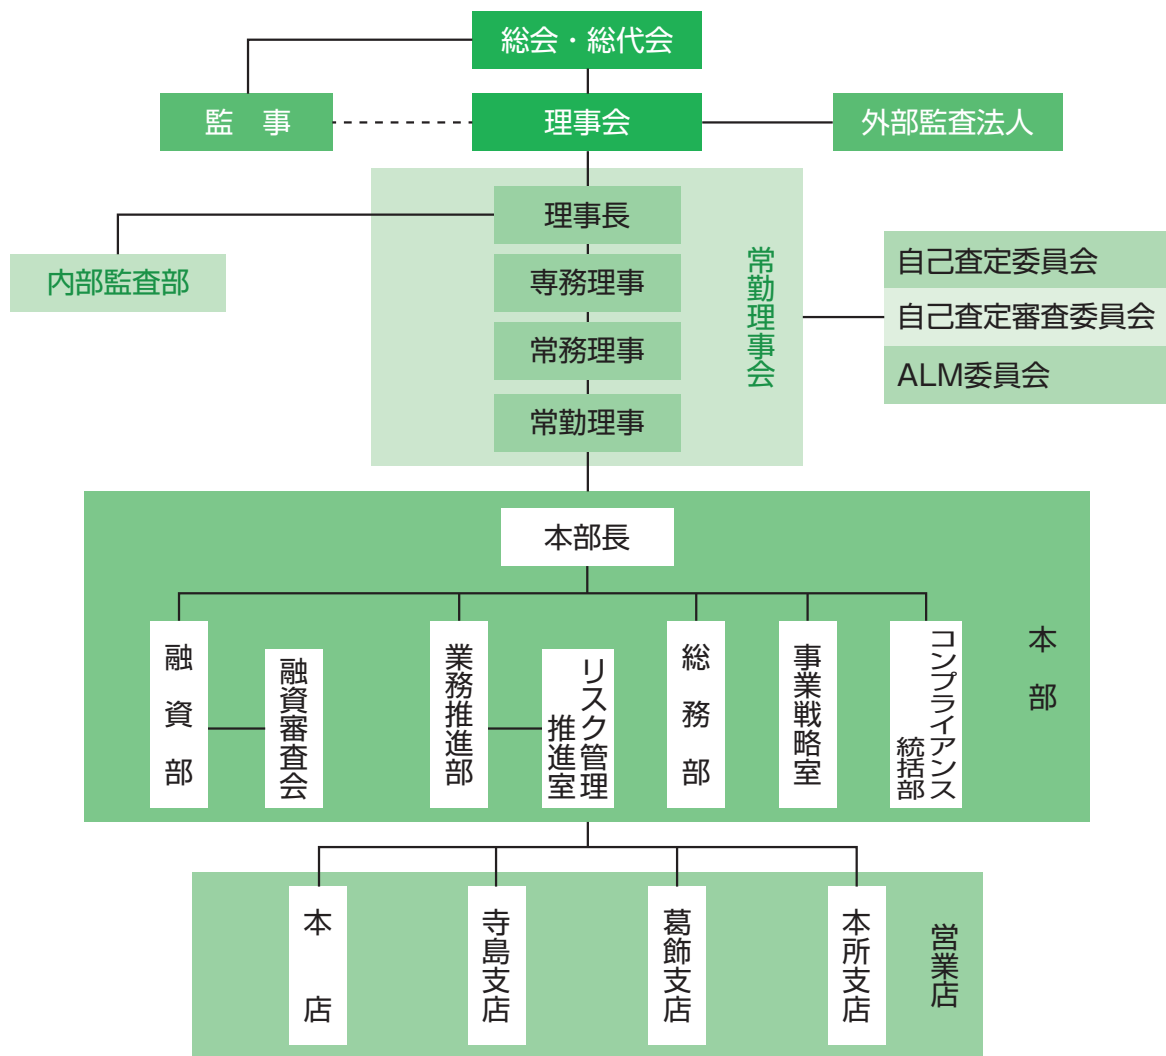 総会・総代会
監　事
理事会
外部監査法人
理事長
内部監査部
専務理事
常務理事
常勤理事
常勤理事会
自己査定委員会
自己査定審査委員会
ALM委員会
本部長
融資部
融資審査会
業務推進部
リスク管理
推進室
総務部
事業戦略室
コンプライアンス
統括部
本部
本店
寺島支店
葛飾支店
本所支店
営業店